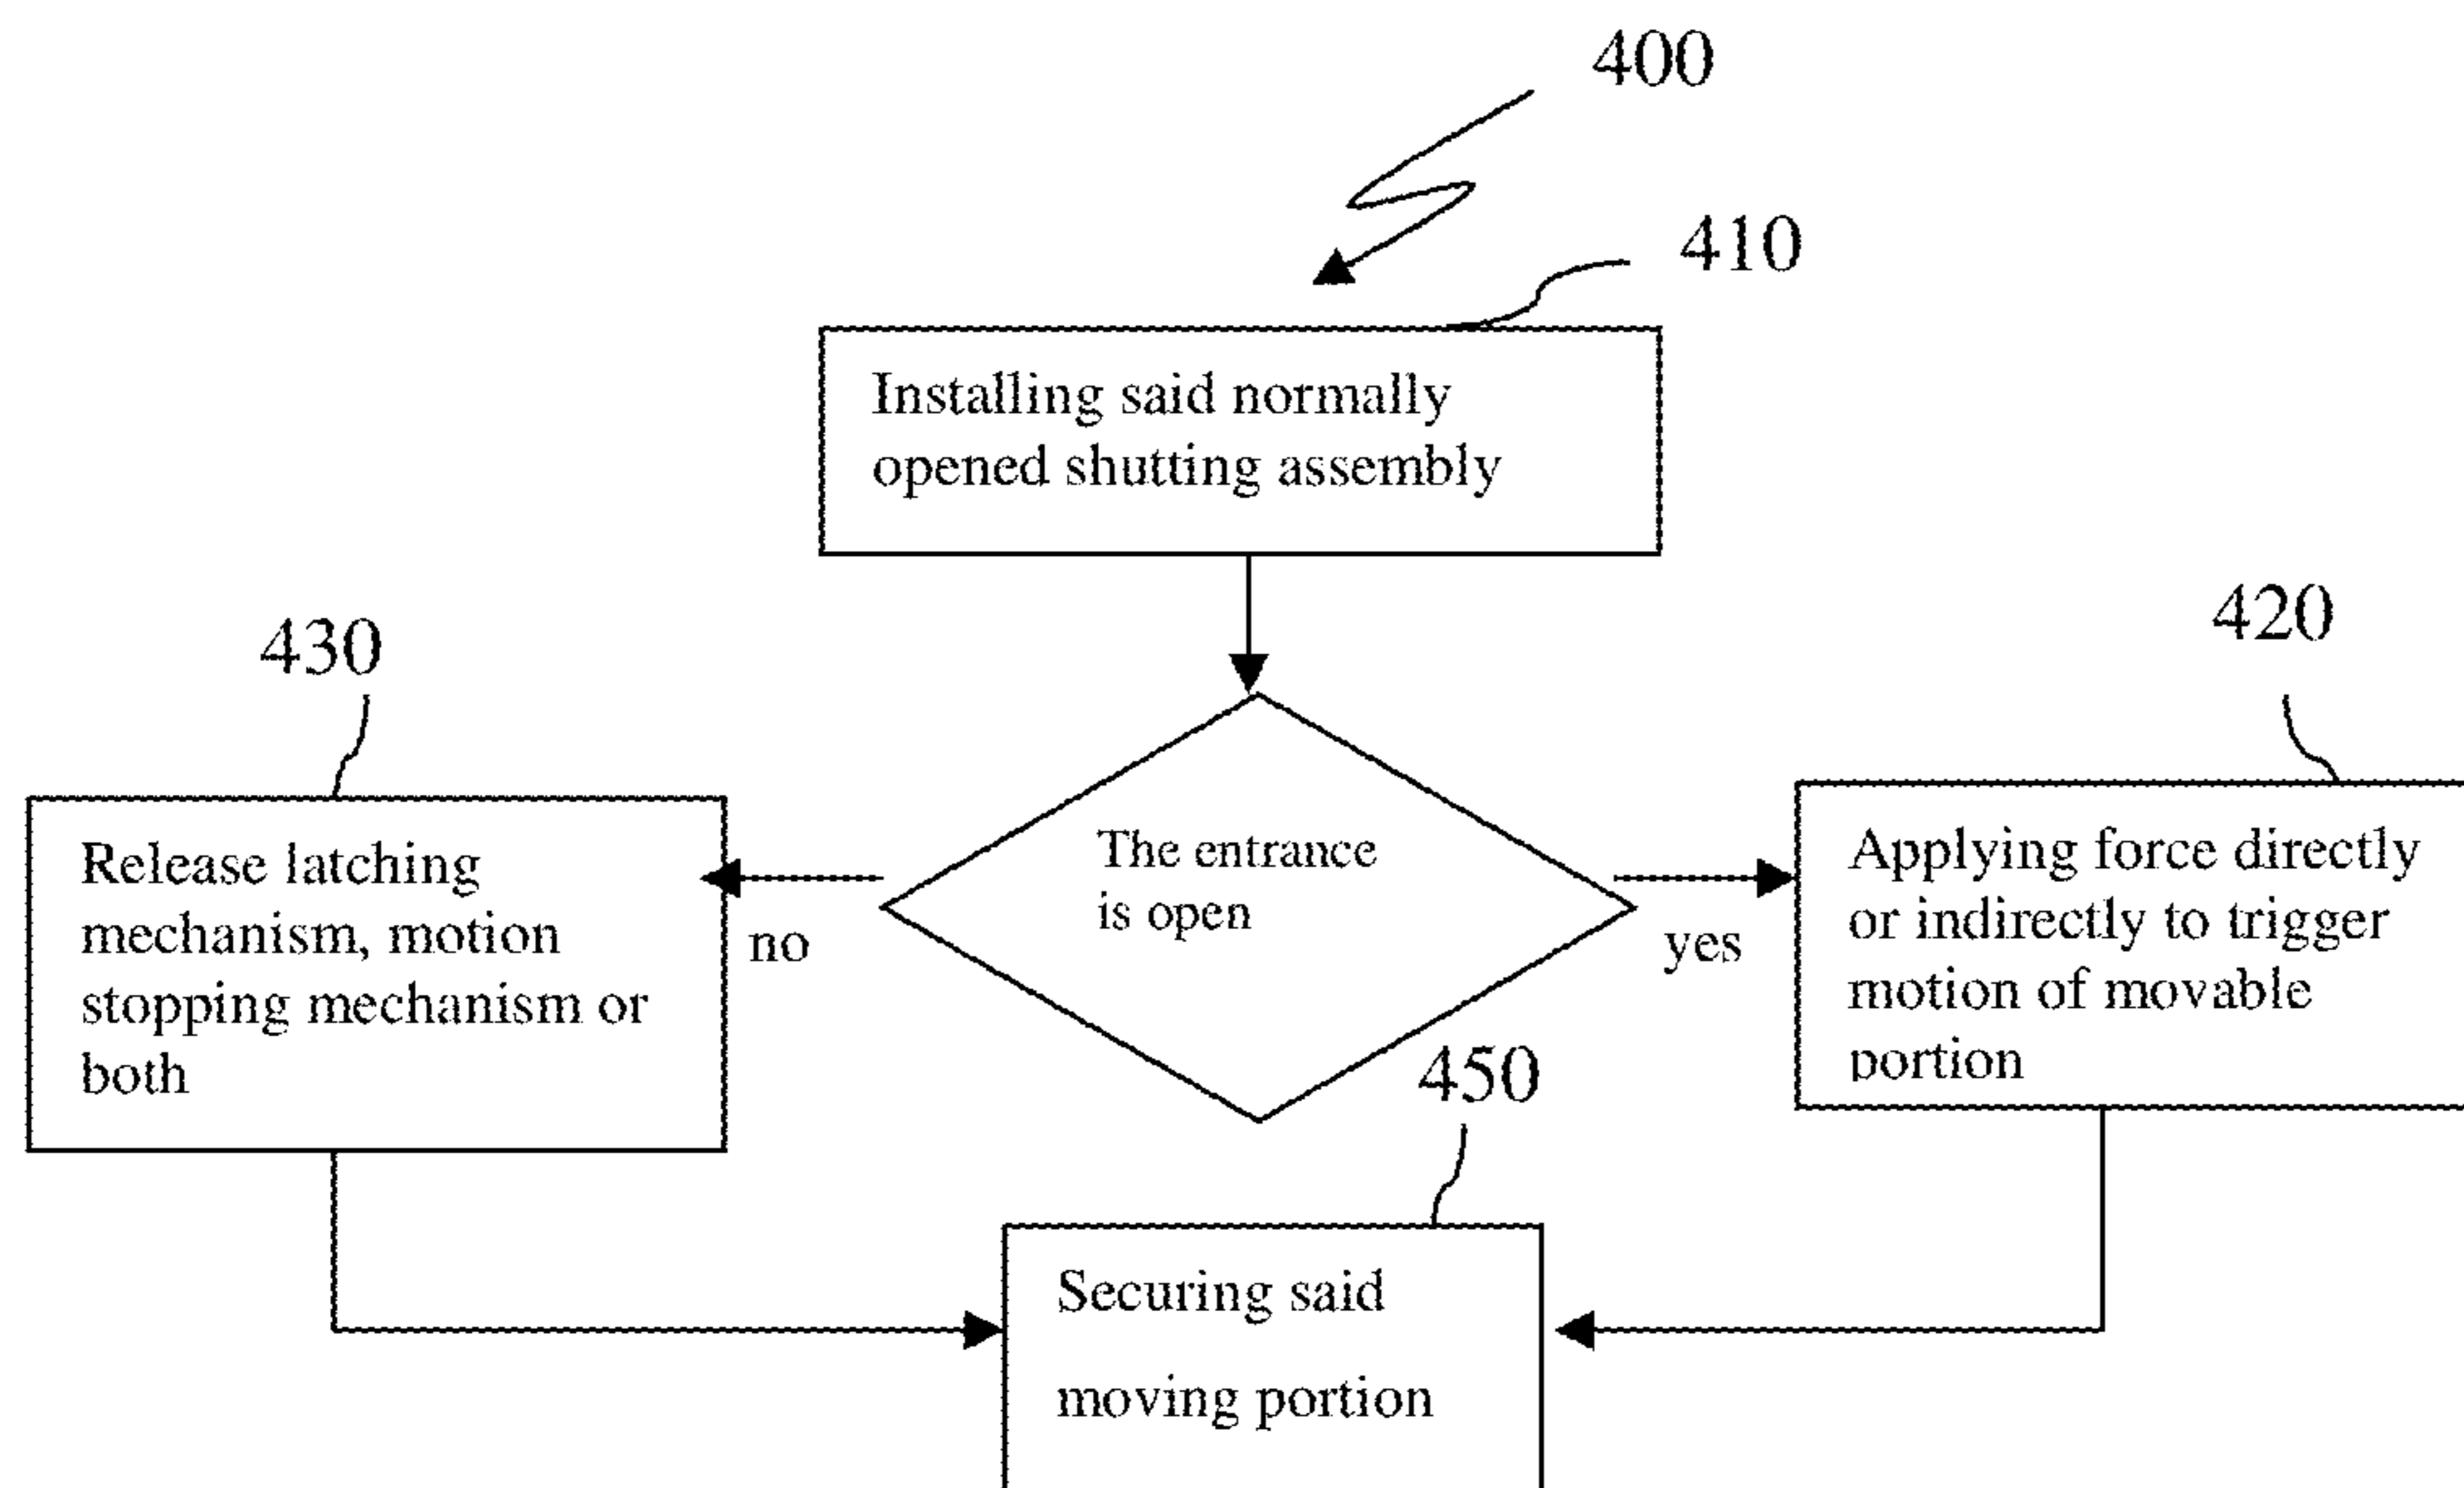 400
410
Installing said normally
opened shutting assembly
430
420
Release latching
mechanism, motion
stopping mechanism or
both
no
The entrance
is open
yes
Applying force directly
or indirectly to trigger
motion of movable
portion
450
Securing said
moving portion